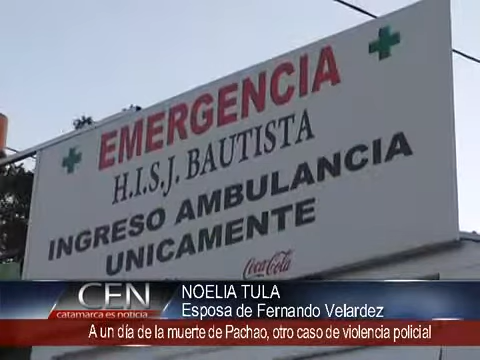 EMERGENCIA
H.I.S.J. BAUTISTA
INGRESO AMBULANCIA
UNICAMENTE
Coca-Cola
CEN
catamarca es noticia
NOELIA TULA
Esposa de Fernando Velardez
A un día de la muerte de Pachao, otro caso de violencia policial